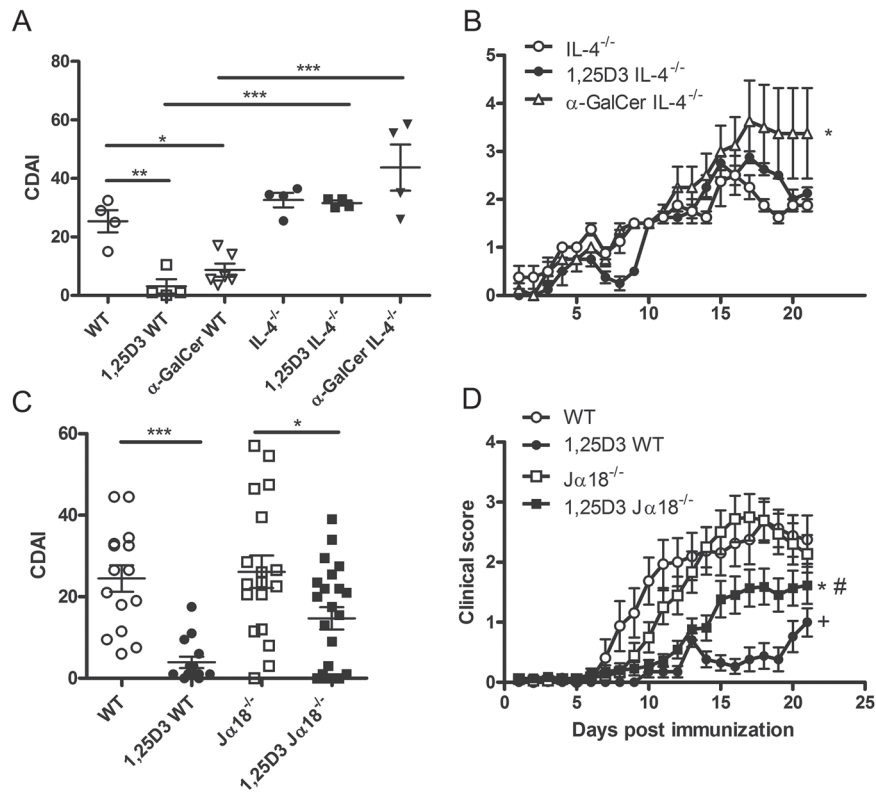 A
CDAI
80
60
40
20
0
***
***
*
**
WT
1,25D3 WT
α-GalCer WT
IL-4-/-
1,25D3 IL-4-/-
α-GalCer IL-4-/-
B
IL-4-/-
1,25D3 IL-4-/-
α-GalCer IL-4-/-
5
4
3
2
1
0
*
5 10 15 20
C
CDAI
60
40
20
0
***
*
WT
1,25D3 WT
Jα18-/-
1,25D3 Jα18-/-
D
WT
1,25D3 WT
Jα18-/-
1,25D3 Jα18-/-
Clinical score
4
3
2
1
0
* #
+
0 5 10 15 20 25
Days post immunization